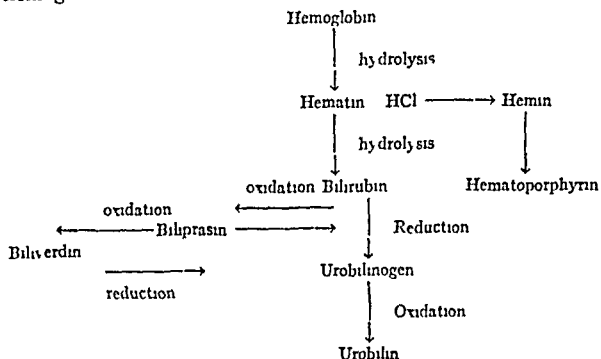 Hemoglobin
hydrolysis
Hematin HCl Hemin
hydrolysis
oxidation Bilirubin Hematoporphyrin
oxidation
Biliprasin Reduction
Biliverdin
Urobilinogen
reduction
Oxidation
Urobilin